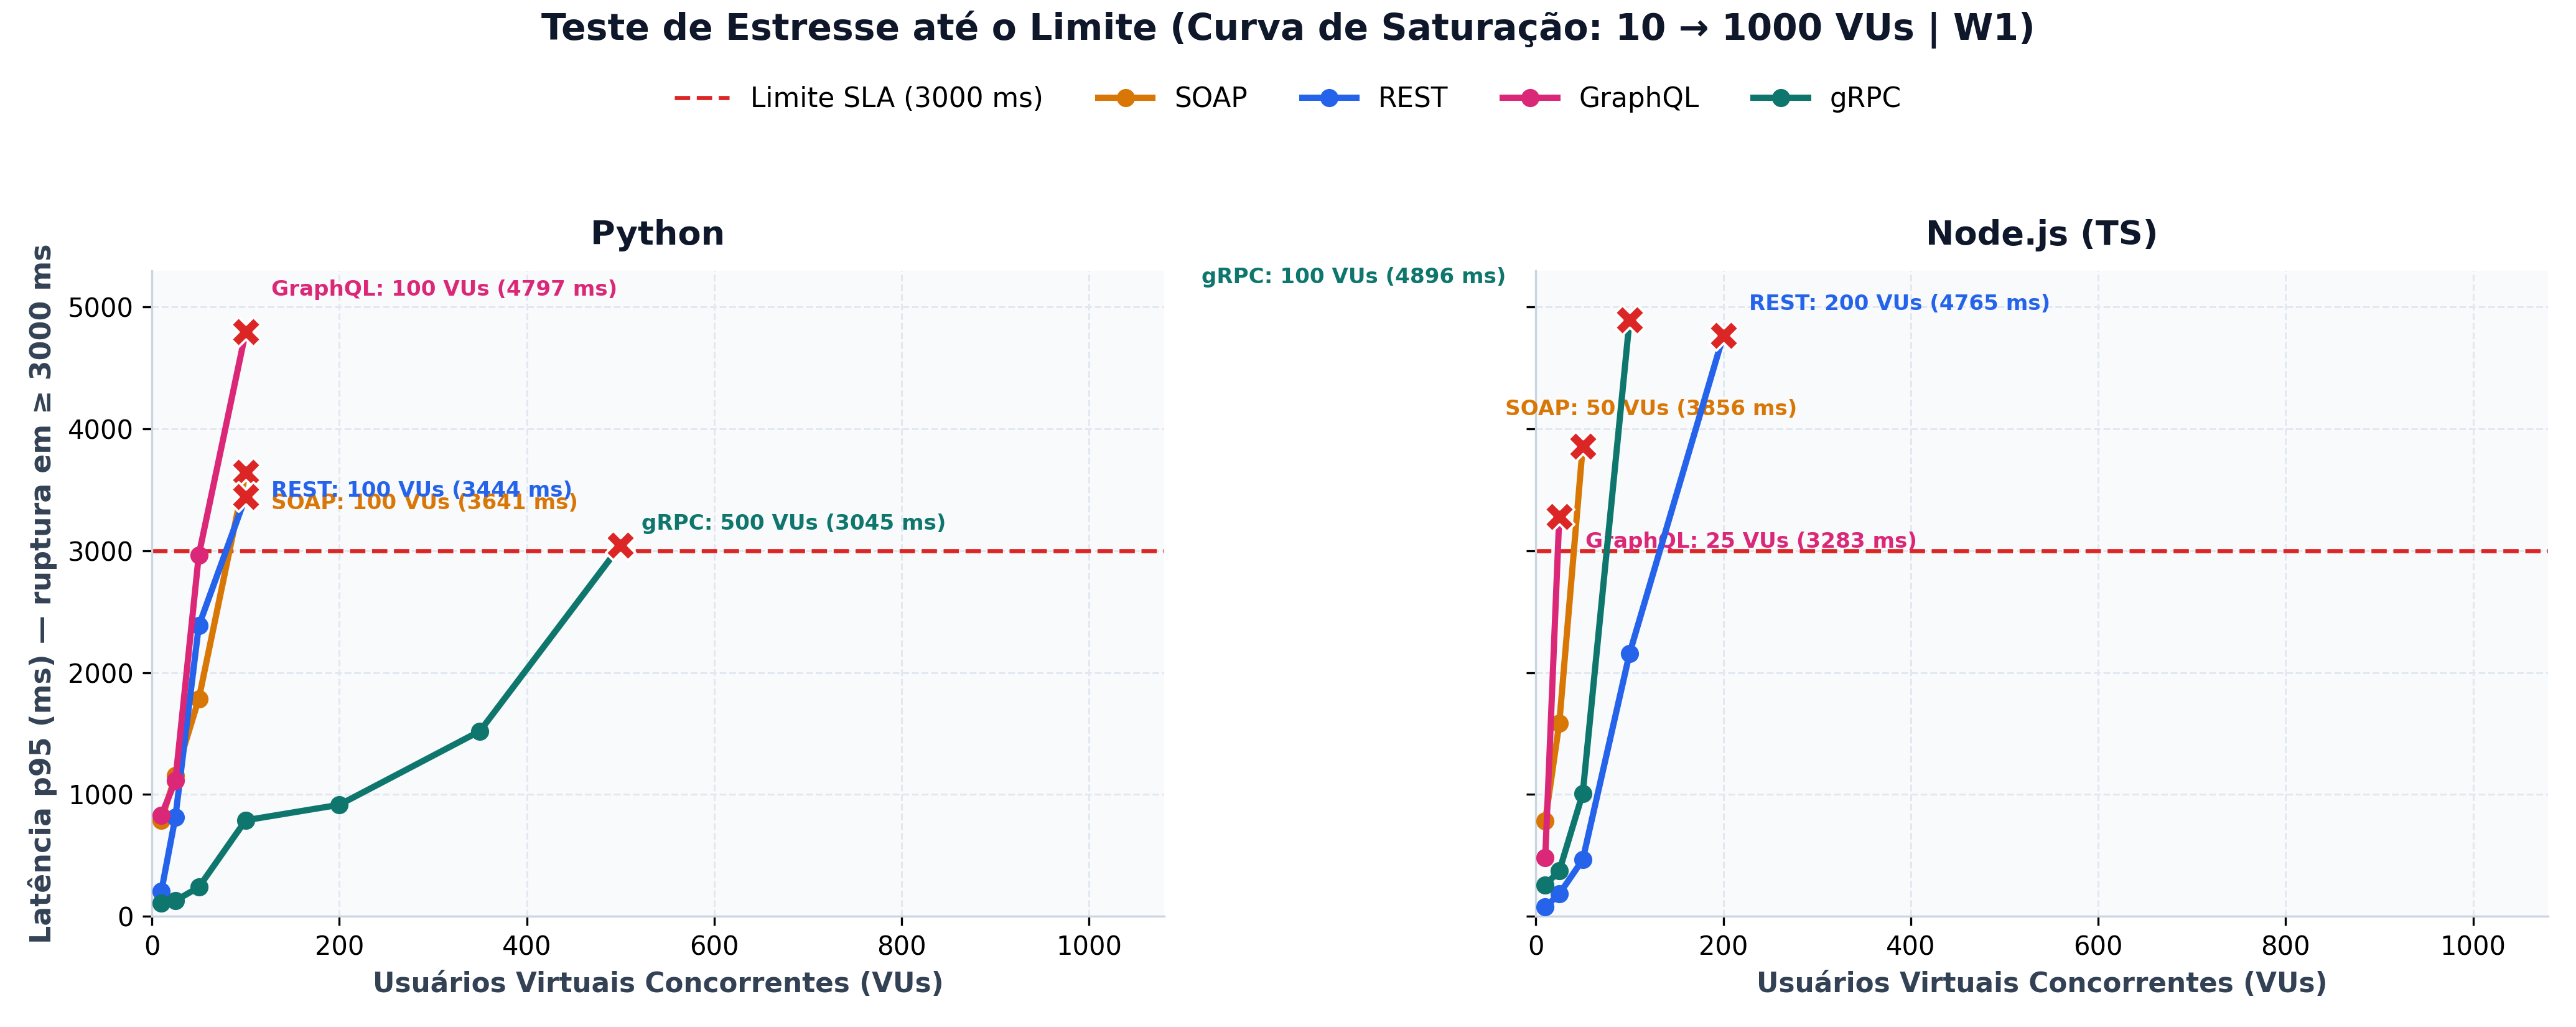 Teste de Estresse até o Limite (Curva de Saturação: 10 → 1000 VUs | W1)
Limite SLA (3000 ms) SOAP REST GraphQL gRPC
Python
Latência p95 (ms) — ruptura em ≥ 3000 ms
5000
4000
3000
2000
1000
0
GraphQL: 100 VUs (4797 ms)
REST: 100 VUs (3444 ms)
SOAP: 100 VUs (3641 ms)
gRPC: 500 VUs (3045 ms)
0 200 400 600 800 1000
Usuários Virtuais Concorrentes (VUs)
Node.js (TS)
gRPC: 100 VUs (4896 ms)
REST: 200 VUs (4765 ms)
SOAP: 50 VUs (3856 ms)
GraphQL: 25 VUs (3283 ms)
0 200 400 600 800 1000
Usuários Virtuais Concorrentes (VUs)